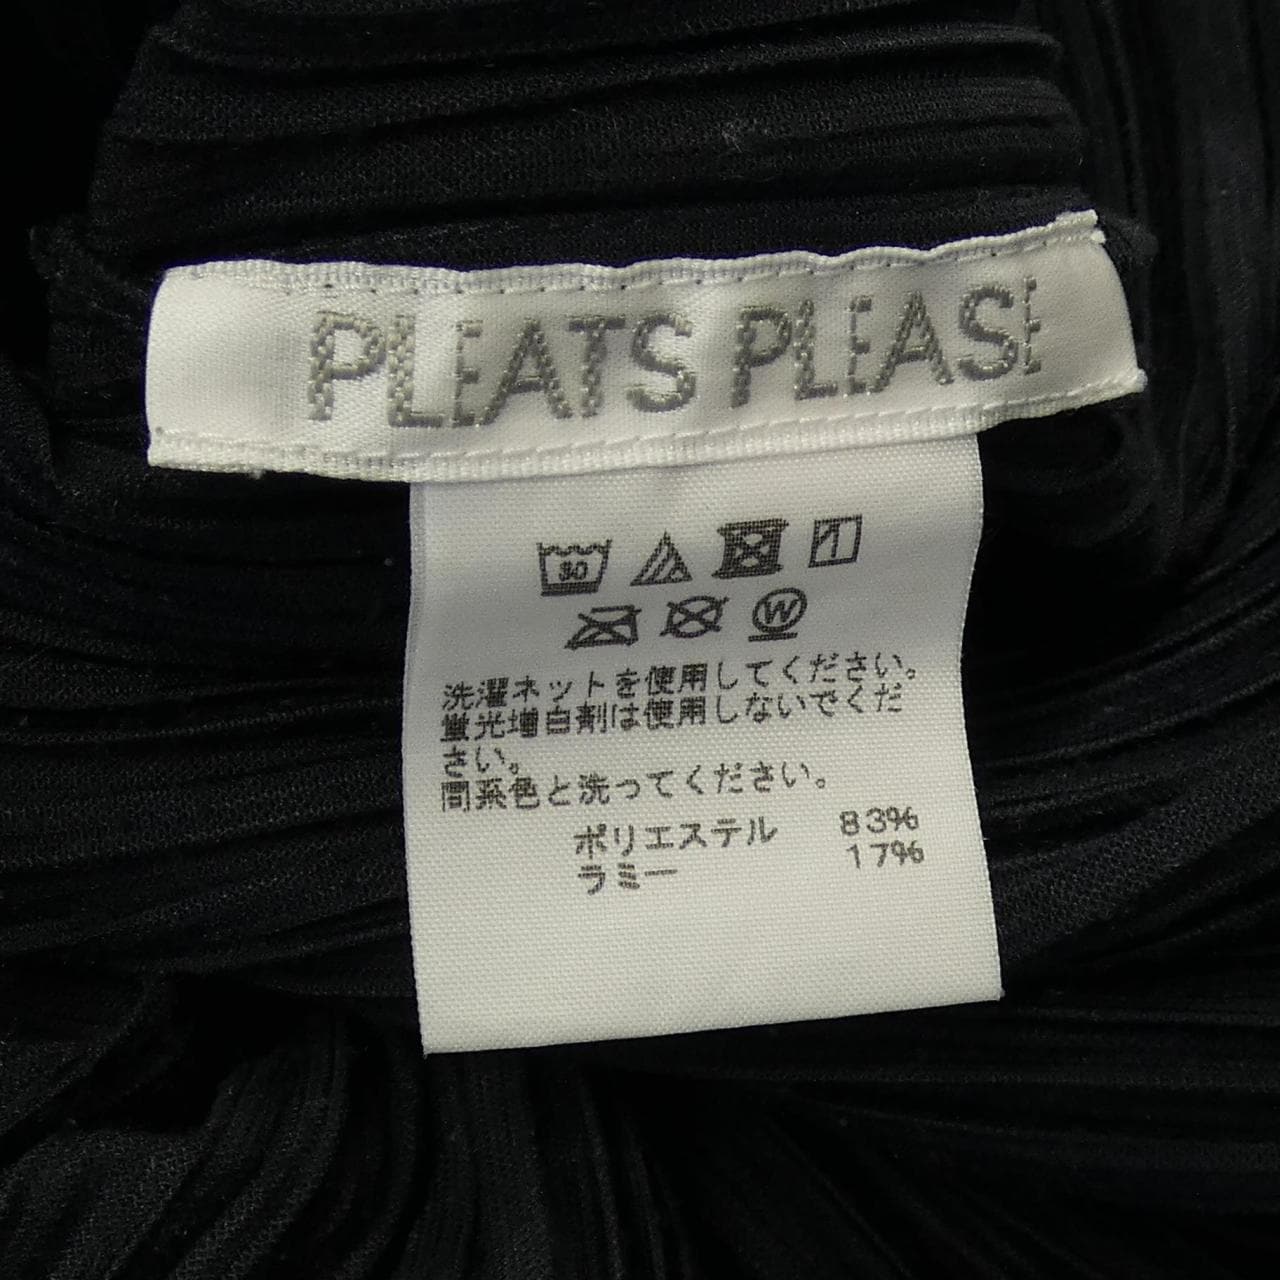 PLEATS PLEASE
30
W
洗濯ネットを使用してください。
蛍光増白剤は使用しないでくだ
さい。
同系色と洗ってください。
ポリエステル 83%
ラミー 17%